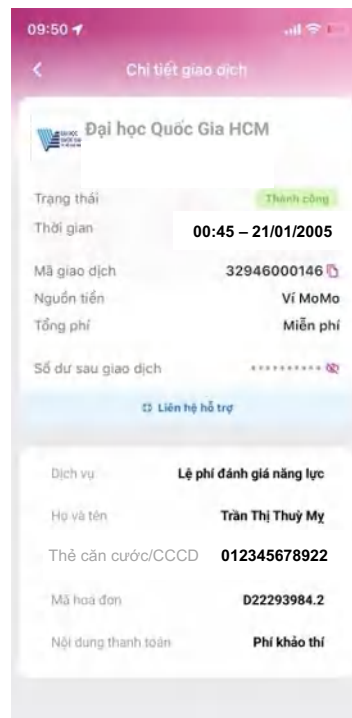 09:50
Chi tiết giao dịch
Đại học Quốc Gia HCM
Trạng thái Thành công
Thời gian 00:45 – 21/01/2005
Mã giao dịch 32946000146
Nguồn tiền Ví MoMo
Tổng phí Miễn phí
Số dư sau giao dịch **********
Liên hệ hỗ trợ
Dịch vụ Lệ phí đánh giá năng lực
Họ và tên Trần Thị Thuỳ Mỵ
Thẻ căn cước/CCCD 012345678922
Mã hoa đơn D22293984.2
Nội dung thanh toán Phí khảo thí